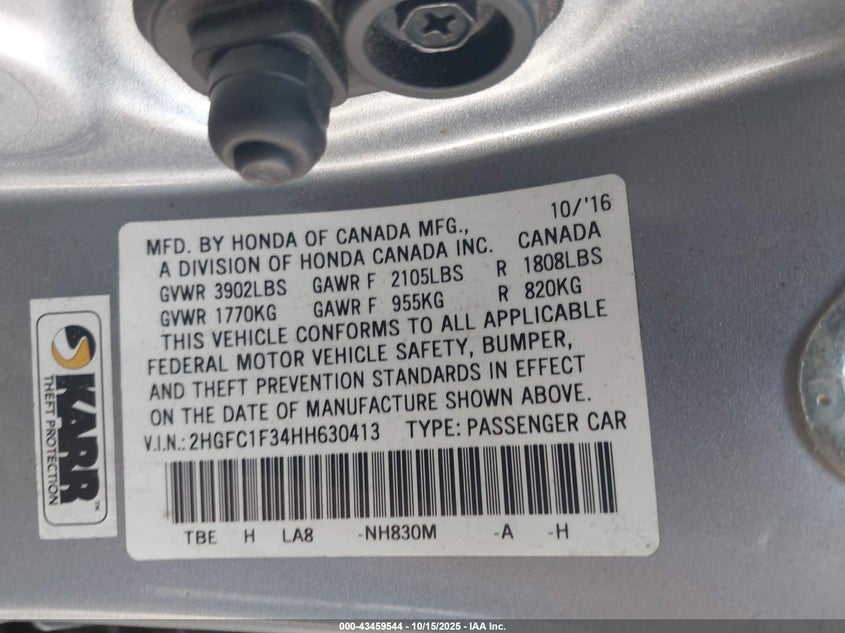 10/'16
MFD. BY HONDA OF CANADA MFG.,
A DIVISION OF HONDA CANADA INC. CANADA
GVWR 3902LBS GAWR F 2105LBS R 1808LBS
GVWR 1770KG GAWR F 955KG R 820KG
THIS VEHICLE CONFORMS TO ALL APPLICABLE
FEDERAL MOTOR VEHICLE SAFETY, BUMPER,
AND THEFT PREVENTION STANDARDS IN EFFECT
ON THE DATE OF MANUFACTURE SHOWN ABOVE.
V.I.N.: 2HGFC1F34HH630413 TYPE: PASSENGER CAR
TBE H LA8 -NH830M -A -H
KARR™
THEFT PROTECTION
000-43459544 - 10/15/2025 - IAA Inc.